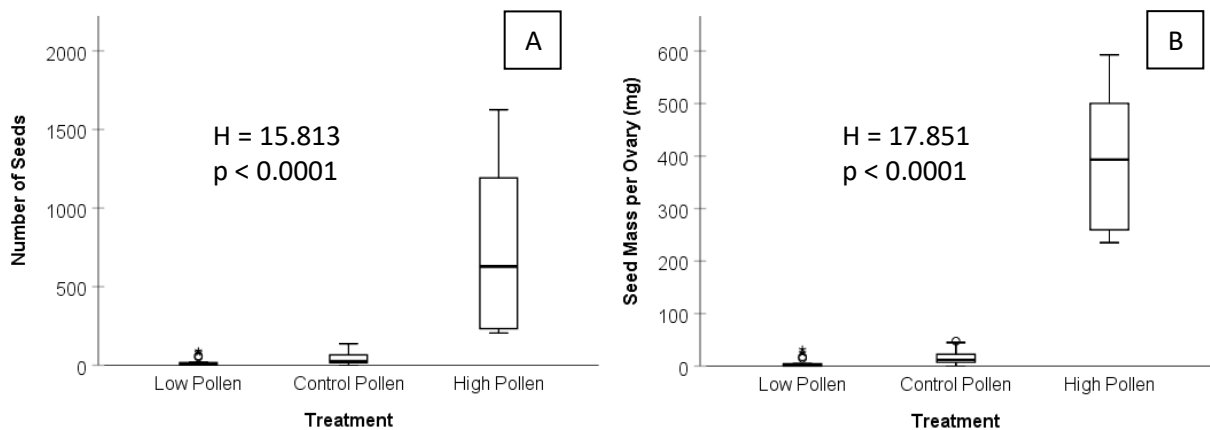 A
Number of Seeds
2000
1500
1000
500
0
H = 15.813
p < 0.0001
Low Pollen
Control Pollen
High Pollen
Treatment
B
Seed Mass per Ovary (mg)
600
500
400
300
200
100
0
H = 17.851
p < 0.0001
Low Pollen
Control Pollen
High Pollen
Treatment